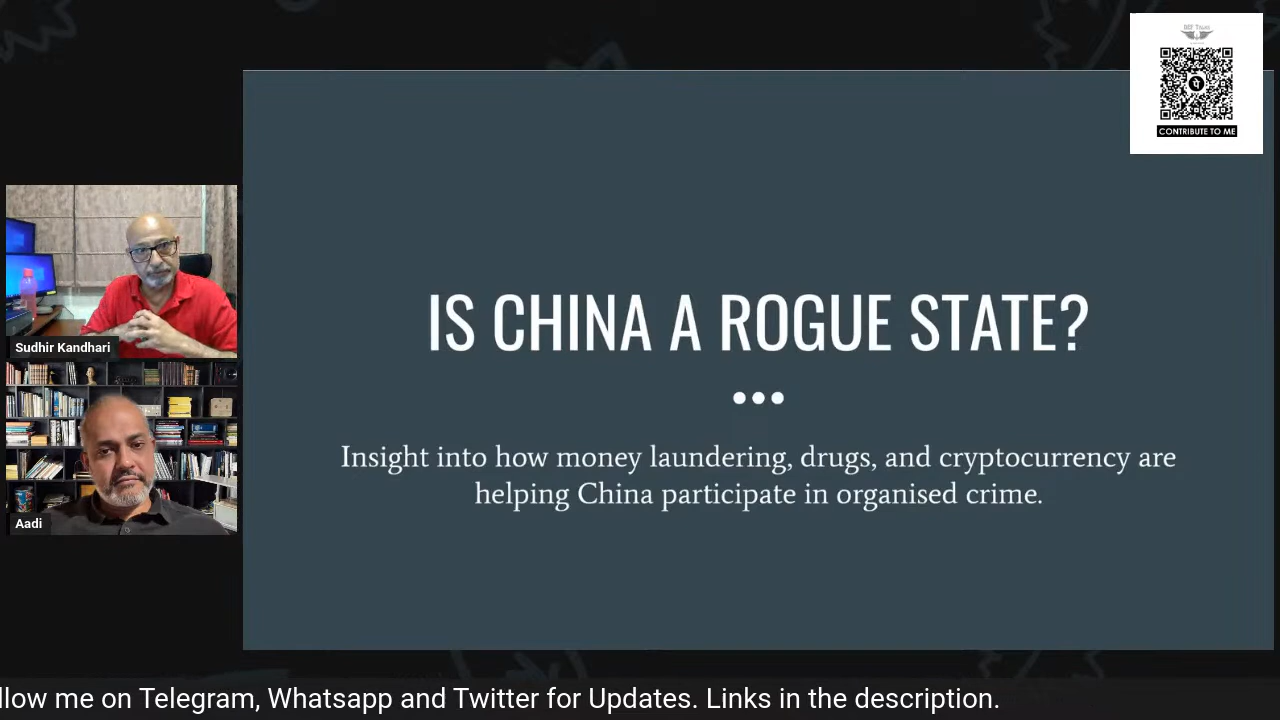 CONTRIBUTE TO ME
IS CHINA A ROGUE STATE?
Insight into how money laundering, drugs, and cryptocurrency are
helping China participate in organised crime.
Sudhir Kandhari
Aadi
llow me on Telegram, Whatsapp and Twitter for Updates. Links in the description.